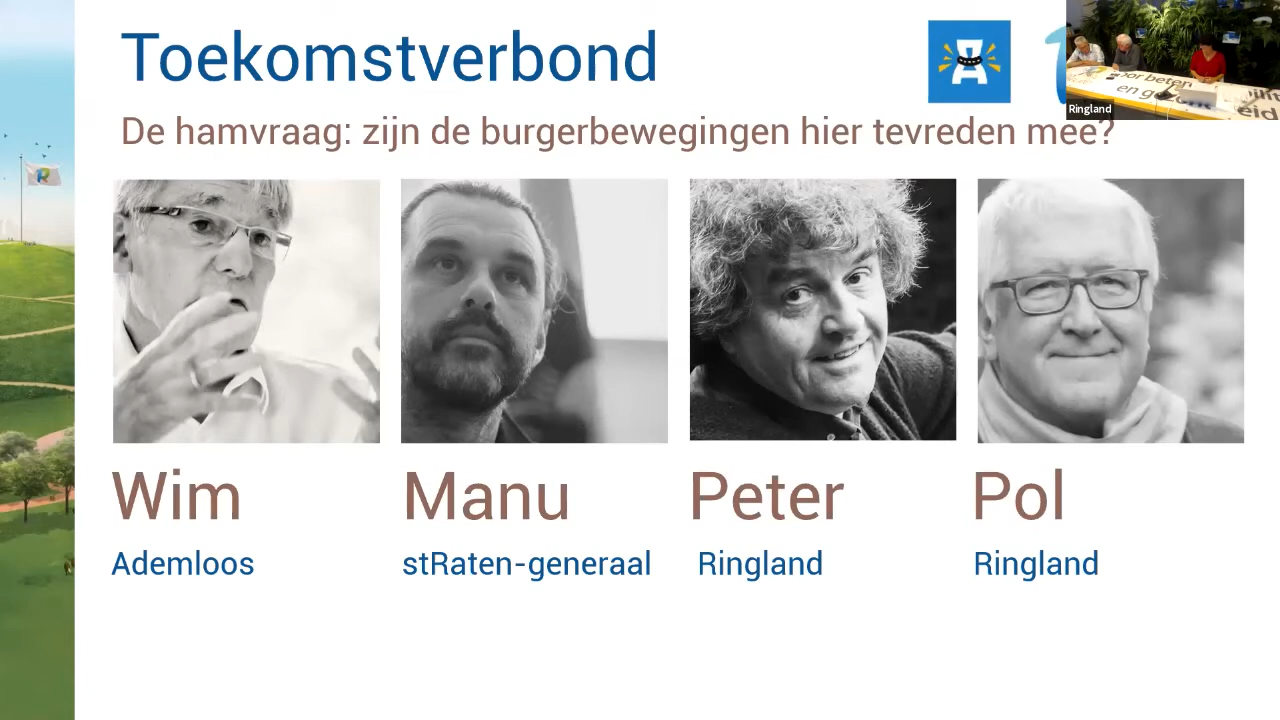 Toekomstverbond
De hamvraag: zijn de burgerbewegingen hier tevreden mee?
Ringland
Wim
Manu
Peter
Pol
Ademloos
stRaten-generaal
Ringland
Ringland